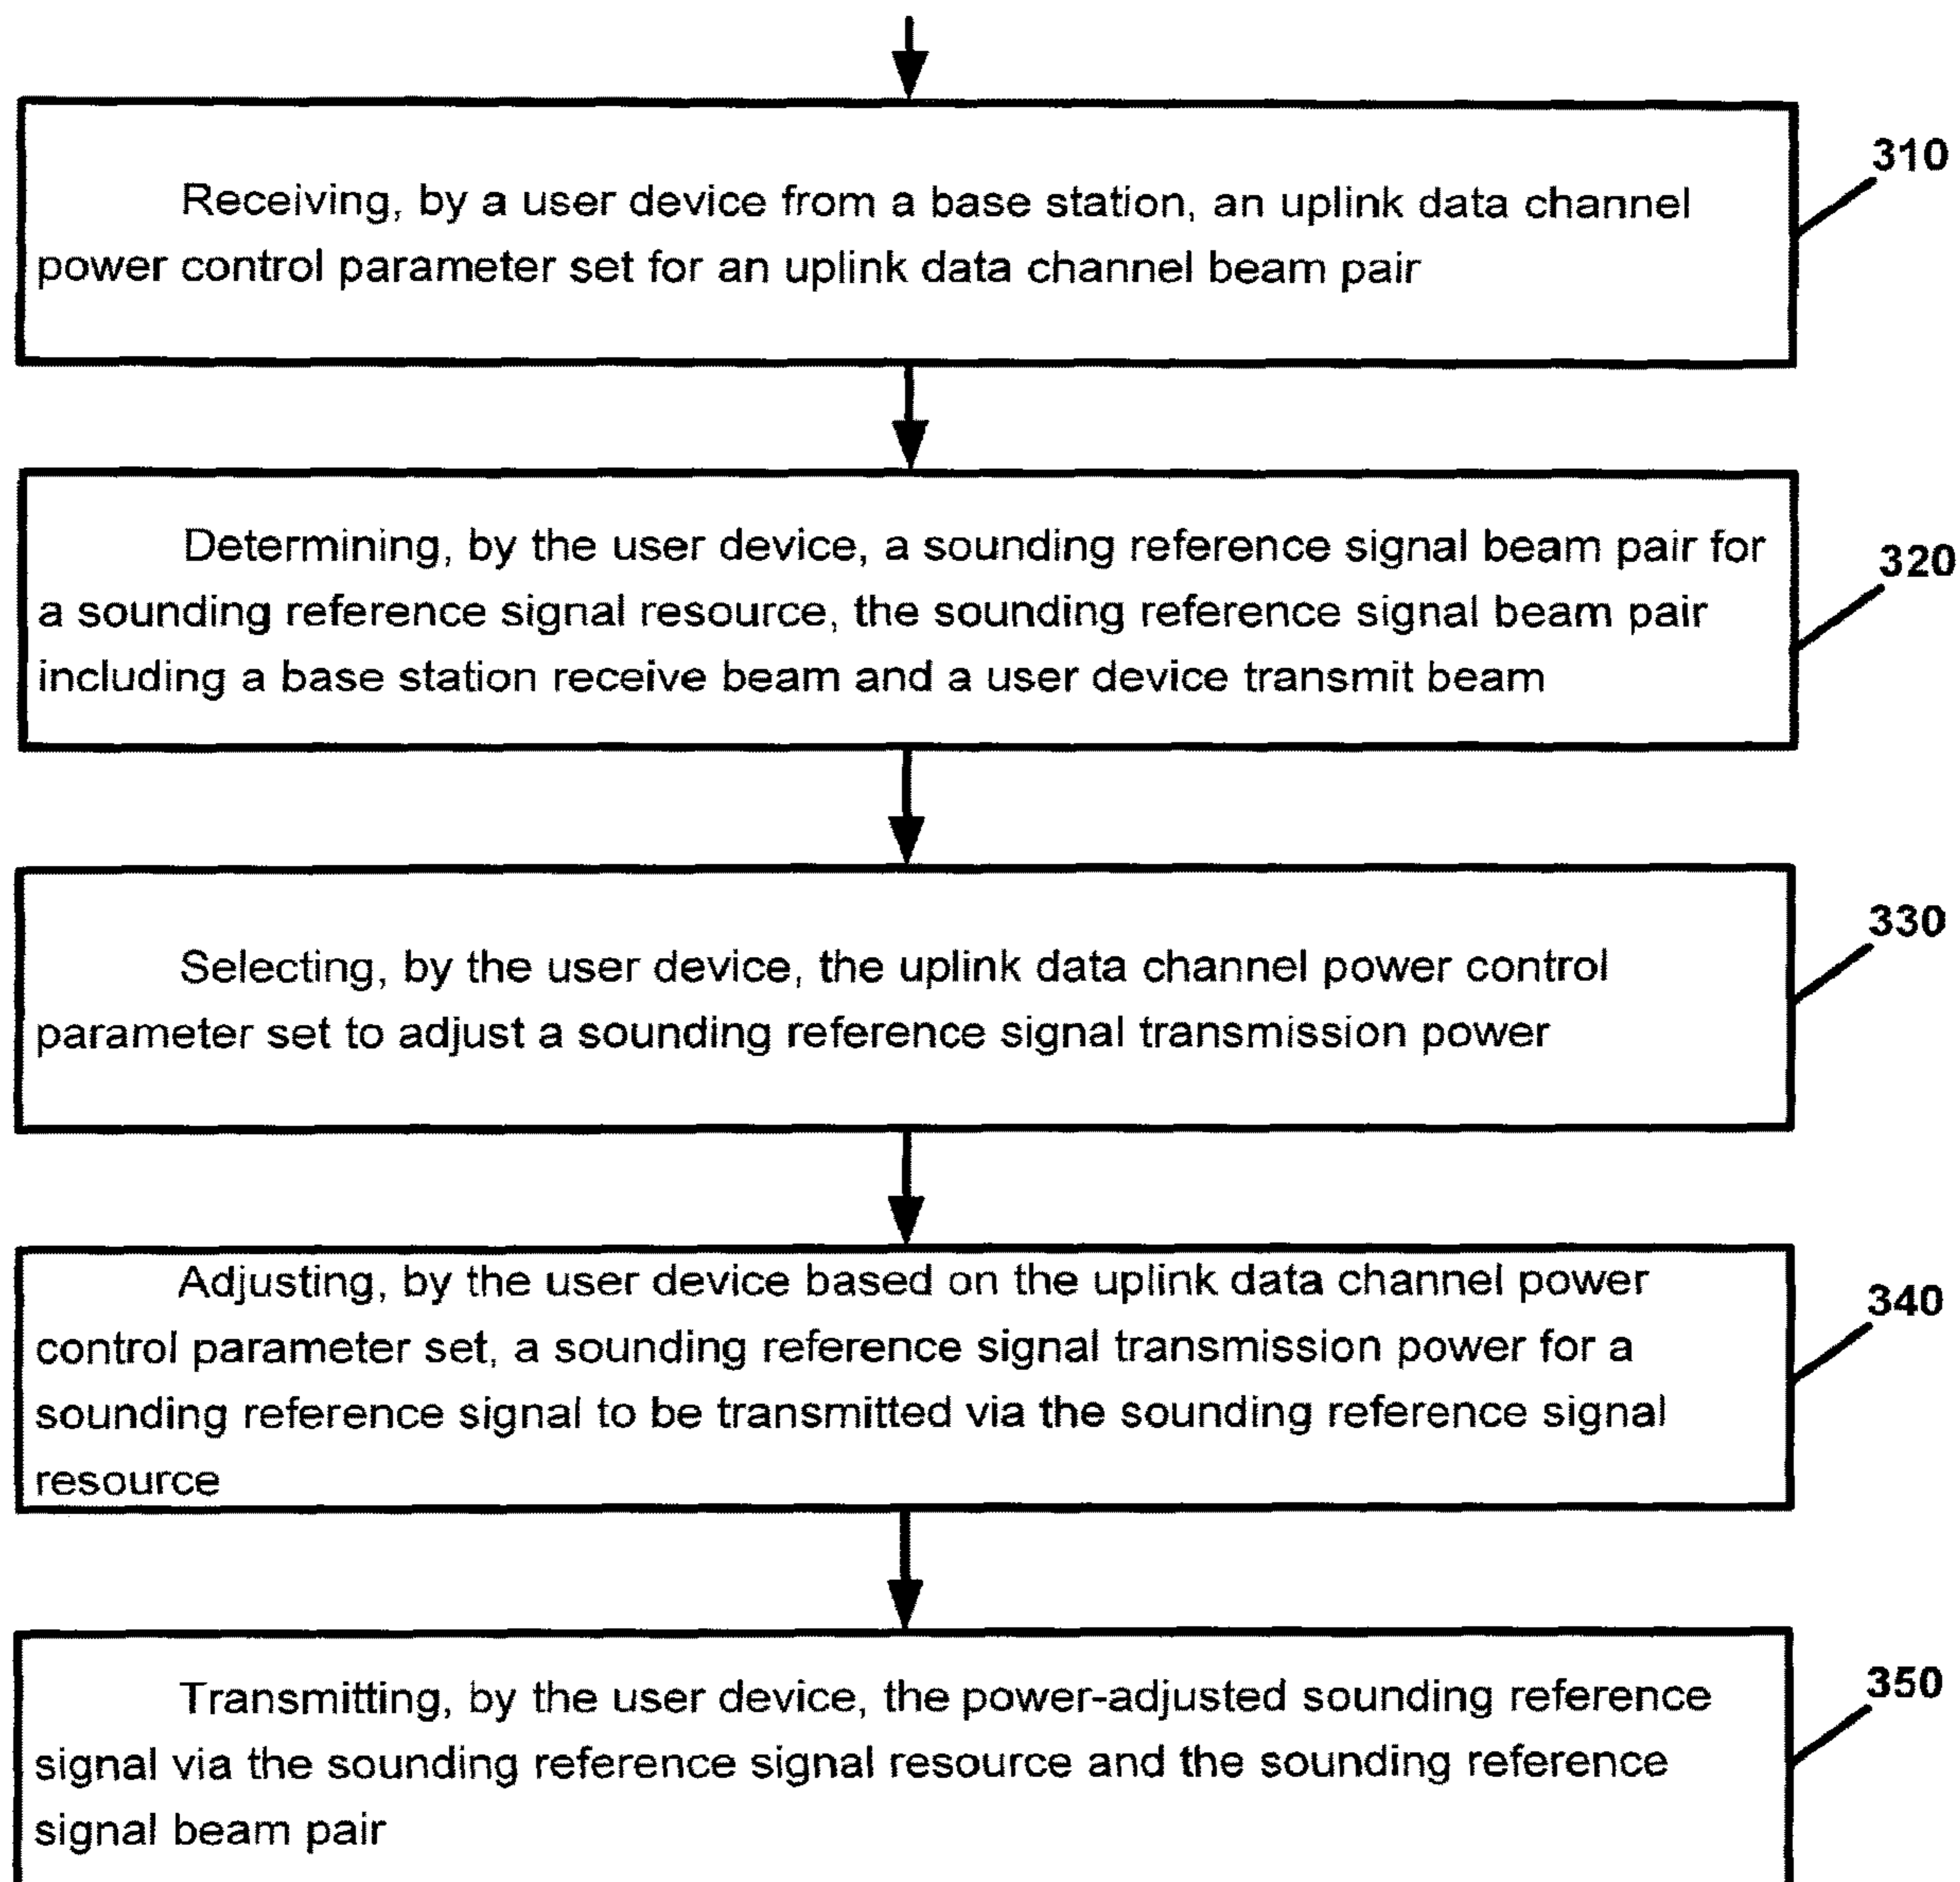 310
Receiving, by a user device from a base station, an uplink data channel
power control parameter set for an uplink data channel beam pair
320
Determining, by the user device, a sounding reference signal beam pair for
a sounding reference signal resource, the sounding reference signal beam pair
including a base station receive beam and a user device transmit beam
330
Selecting, by the user device, the uplink data channel power control
parameter set to adjust a sounding reference signal transmission power
340
Adjusting, by the user device based on the uplink data channel power
control parameter set, a sounding reference signal transmission power for a
sounding reference signal to be transmitted via the sounding reference signal
resource
350
Transmitting, by the user device, the power-adjusted sounding reference
signal via the sounding reference signal resource and the sounding reference
signal beam pair